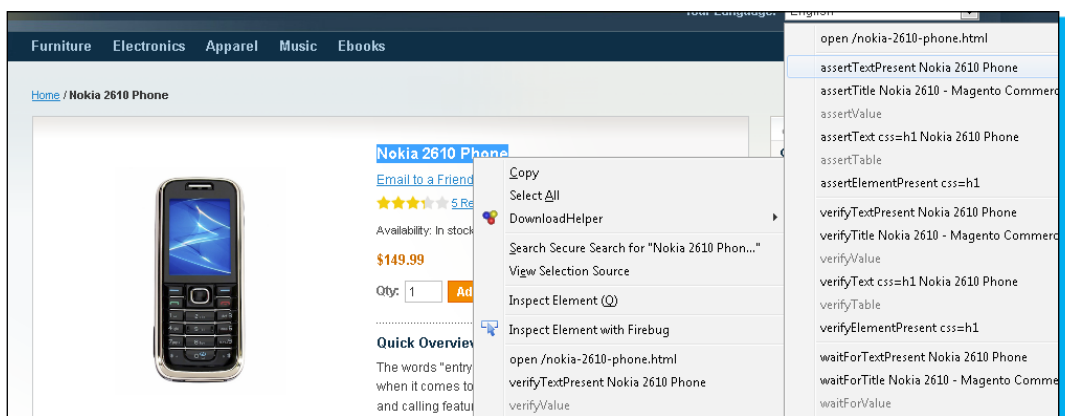 Your Language: English
Furniture Electronics Apparel Music Ebooks
Home / Nokia 2610 Phone
Nokia 2610 Phone
Email to a Friend
5 Re
Availability: In stock
$149.99
Qty: 1 Ad
Quick Overview
The words "entry
when it comes to
and calling featur
Copy
Select All
DownloadHelper
Search Secure Search for "Nokia 2610 Phon..."
View Selection Source
Inspect Element (Q)
Inspect Element with Firebug
open /nokia-2610-phone.html
verifyTextPresent Nokia 2610 Phone
verifyValue
open /nokia-2610-phone.html
assertTextPresent Nokia 2610 Phone
assertTitle Nokia 2610 - Magento Commerc
assertValue
assertText css=h1 Nokia 2610 Phone
assertTable
assertElementPresent css=h1
verifyTextPresent Nokia 2610 Phone
verifyTitle Nokia 2610 - Magento Commerc
verifyValue
verifyText css=h1 Nokia 2610 Phone
verifyTable
verifyElementPresent css=h1
waitForTextPresent Nokia 2610 Phone
waitForTitle Nokia 2610 - Magento Comme
waitForValue